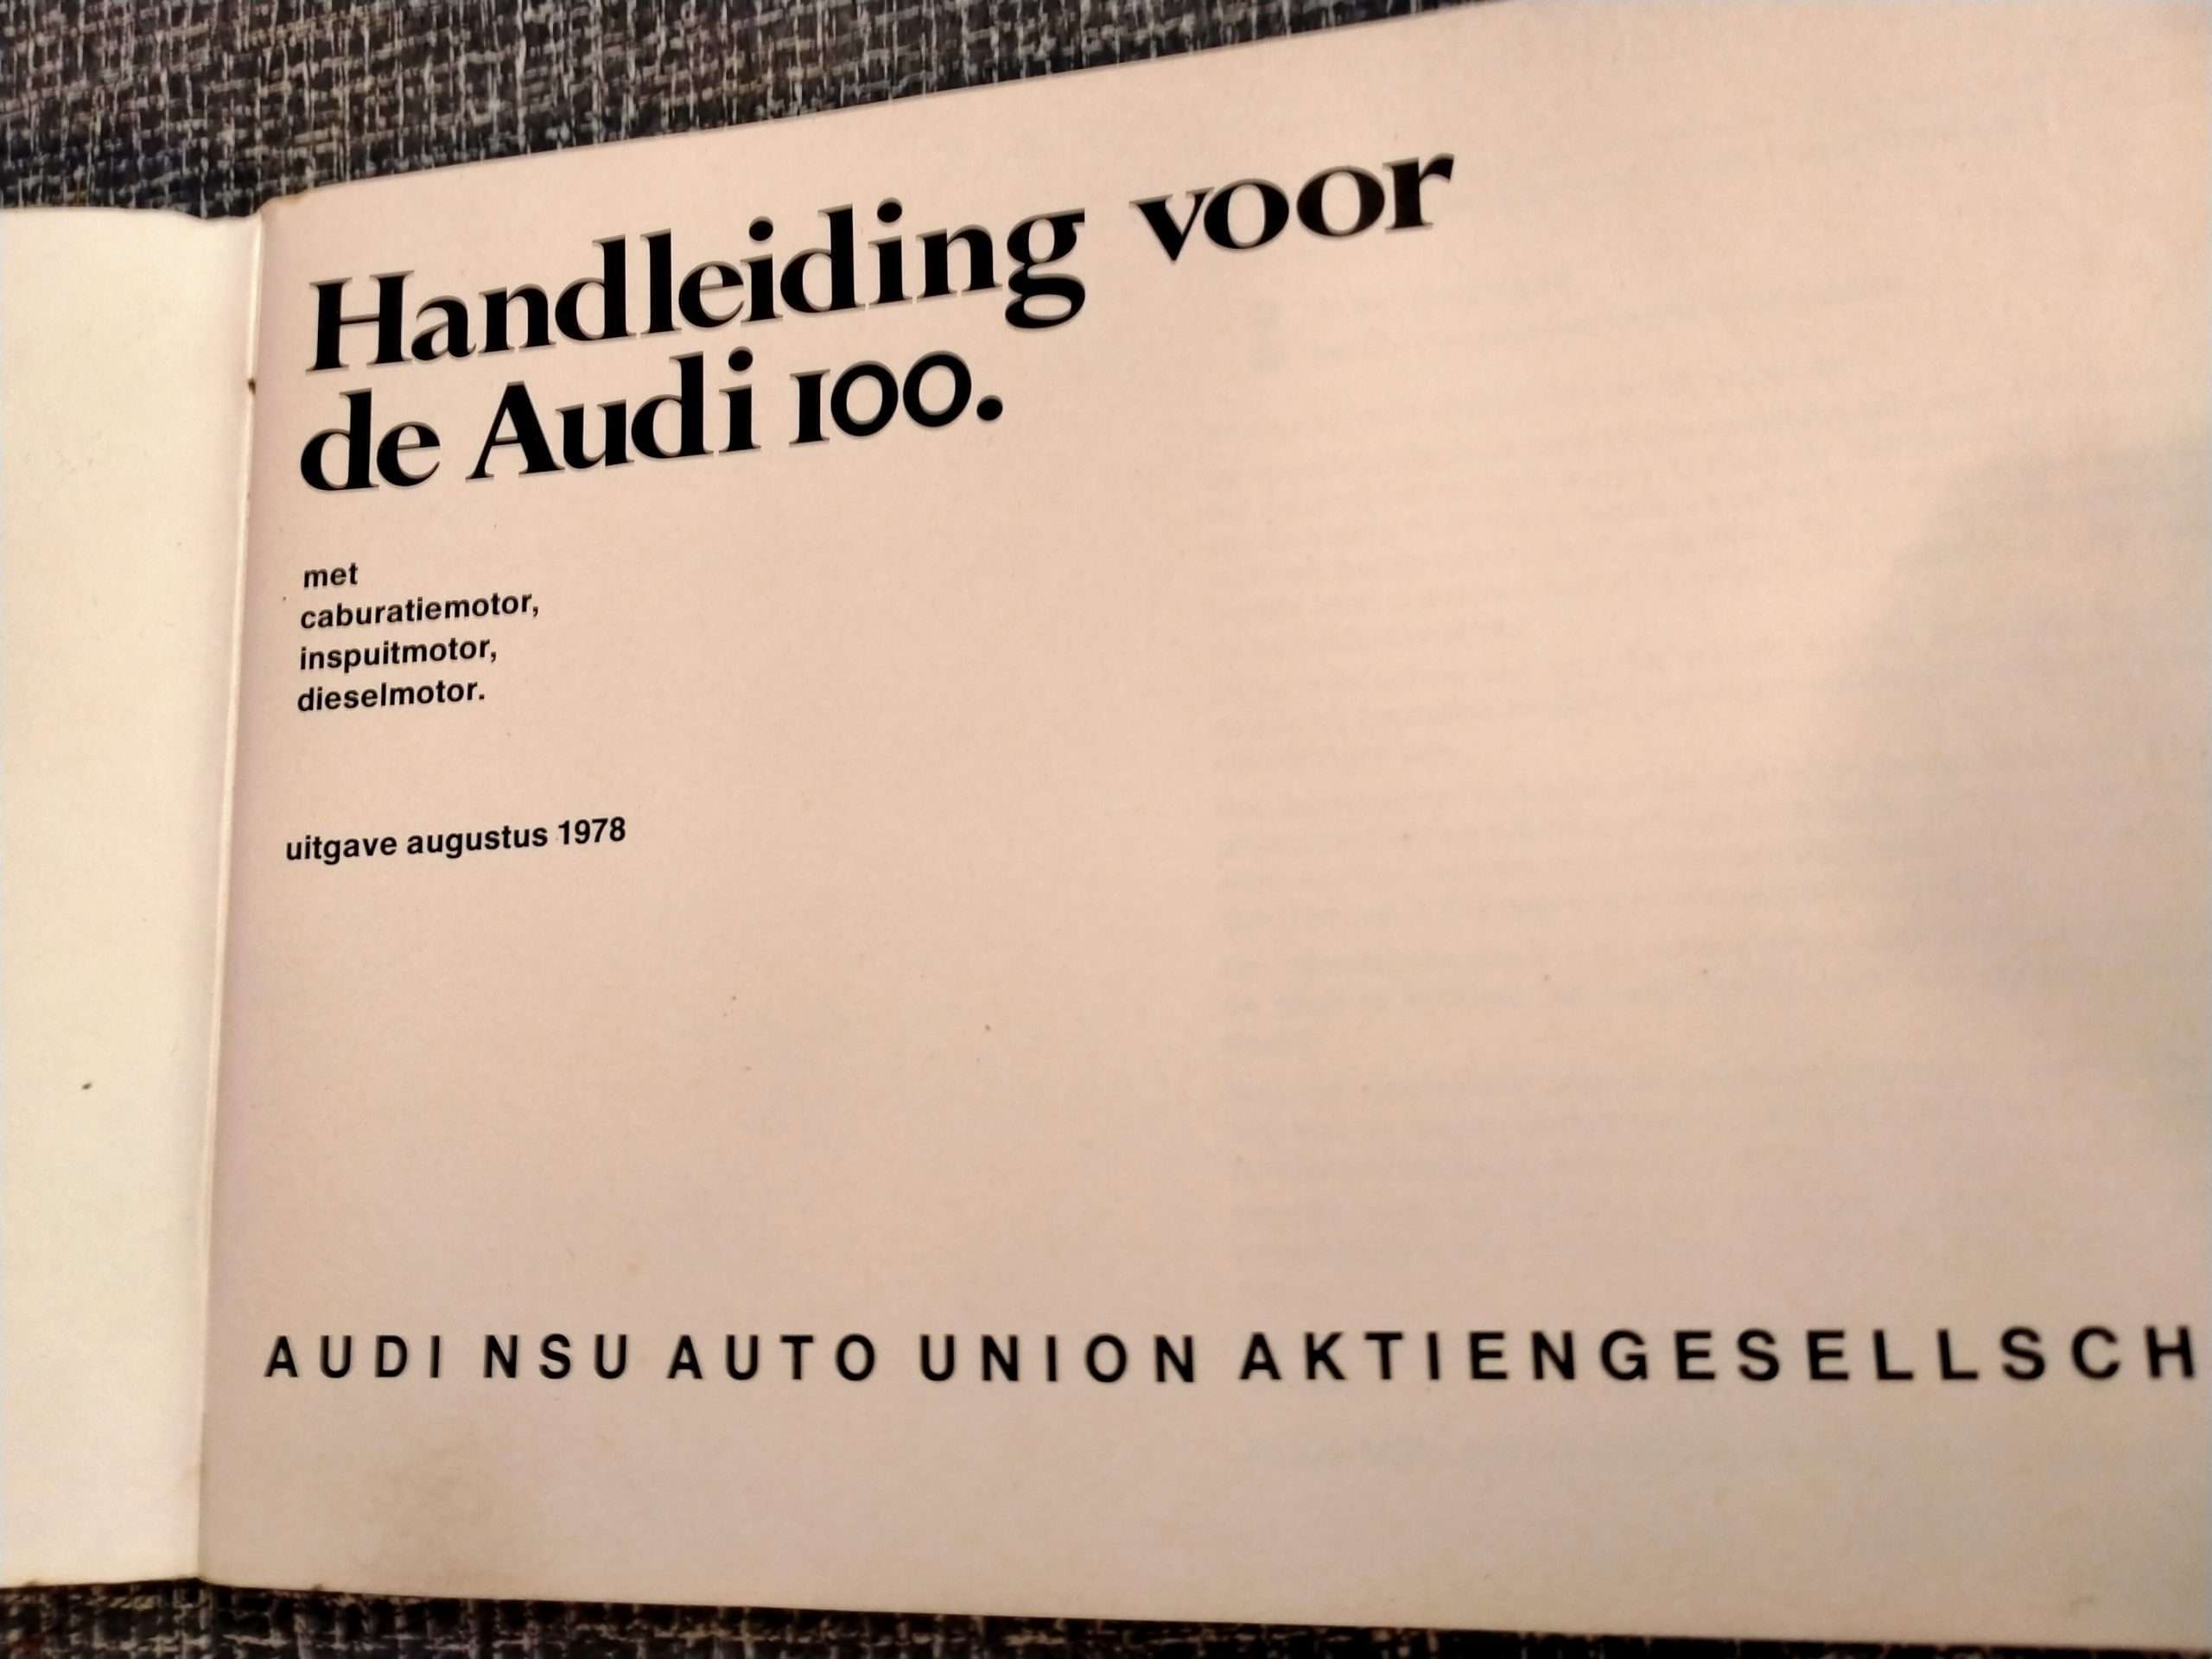 Handleiding voor
de Audi 100.
met
caburatiemotor,
inspuitmotor,
dieselmotor.
uitgave augustus 1978
AUDI NSU AUTO UNION AKTIENGESELLSCH